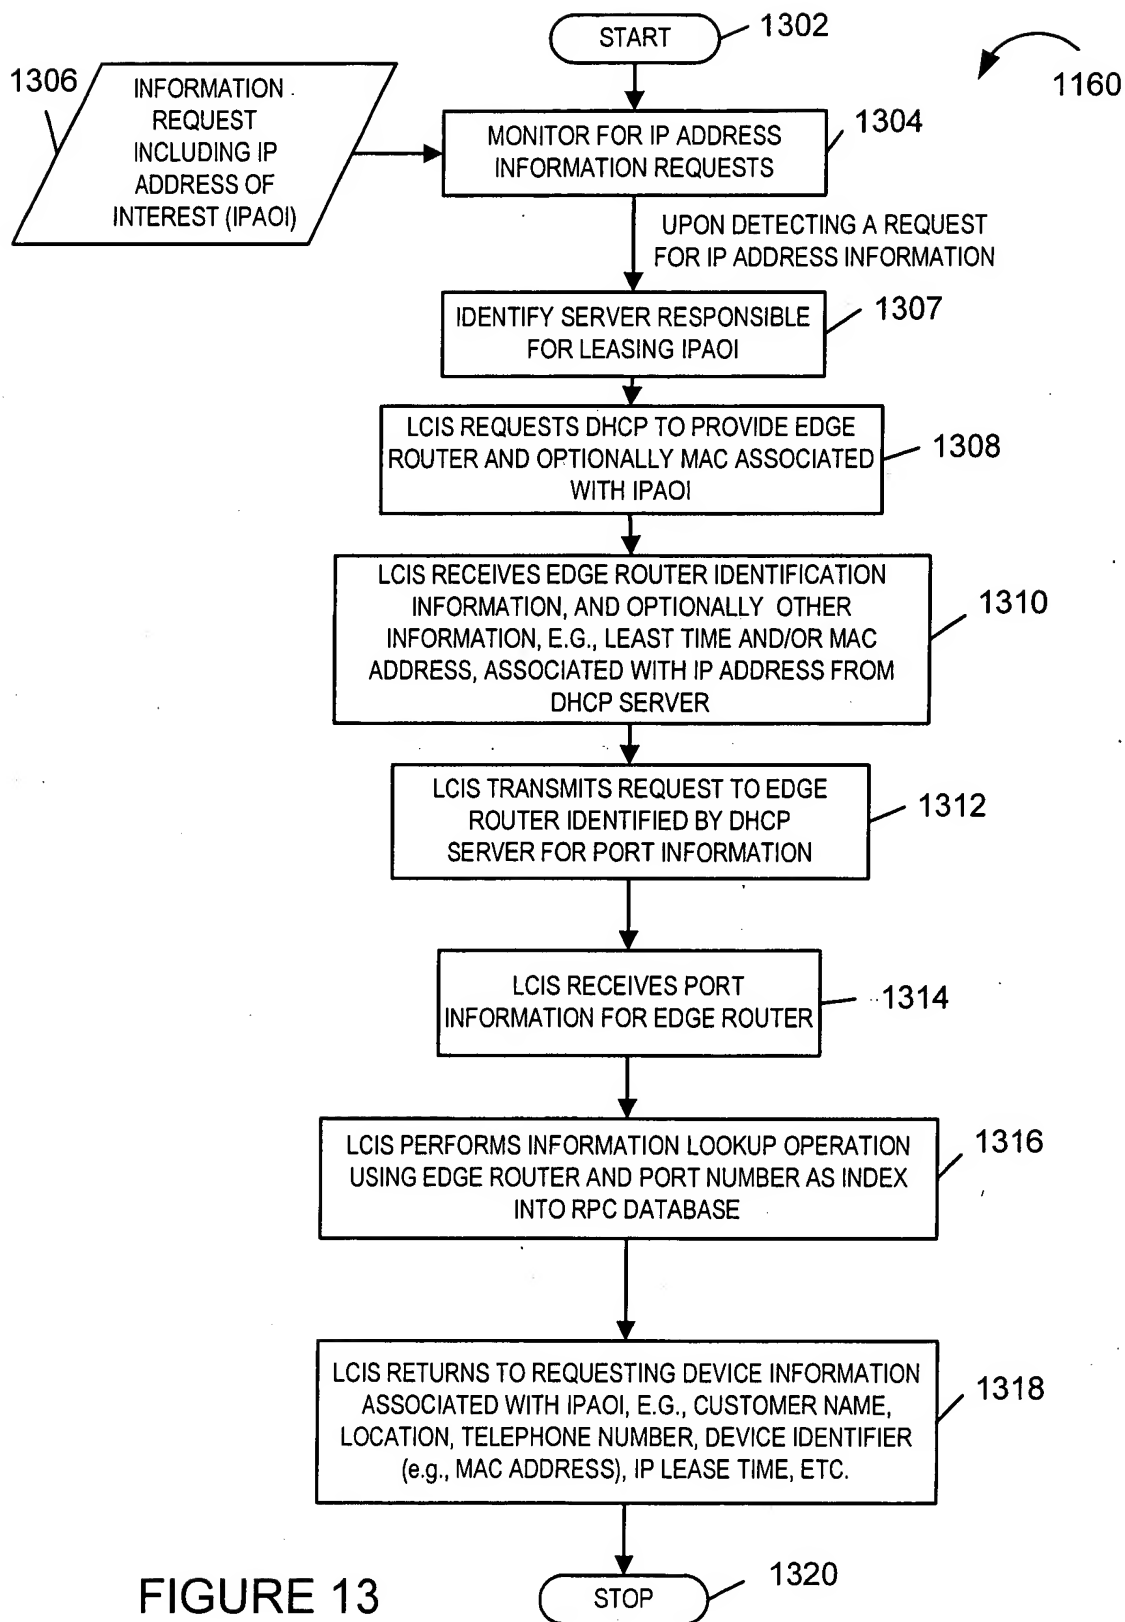 START
1302
1160
1306
INFORMATION
REQUEST
INCLUDING IP
ADDRESS OF
INTEREST (IPAOI)
MONITOR FOR IP ADDRESS
INFORMATION REQUESTS
1304
UPON DETECTING A REQUEST
FOR IP ADDRESS INFORMATION
IDENTIFY SERVER RESPONSIBLE
FOR LEASING IPAOI
1307
LCIS REQUESTS DHCP TO PROVIDE EDGE
ROUTER AND OPTIONALLY MAC ASSOCIATED
WITH IPAOI
1308
LCIS RECEIVES EDGE ROUTER IDENTIFICATION
INFORMATION, AND OPTIONALLY OTHER
INFORMATION, E.G., LEAST TIME AND/OR MAC
ADDRESS, ASSOCIATED WITH IP ADDRESS FROM
DHCP SERVER
1310
LCIS TRANSMITS REQUEST TO EDGE
ROUTER IDENTIFIED BY DHCP
SERVER FOR PORT INFORMATION
1312
LCIS RECEIVES PORT
INFORMATION FOR EDGE ROUTER
1314
LCIS PERFORMS INFORMATION LOOKUP OPERATION
USING EDGE ROUTER AND PORT NUMBER AS INDEX
INTO RPC DATABASE
1316
LCIS RETURNS TO REQUESTING DEVICE INFORMATION
ASSOCIATED WITH IPAOI, E.G., CUSTOMER NAME,
LOCATION, TELEPHONE NUMBER, DEVICE IDENTIFIER
(e.g., MAC ADDRESS), IP LEASE TIME, ETC.
1318
STOP
1320
FIGURE 13